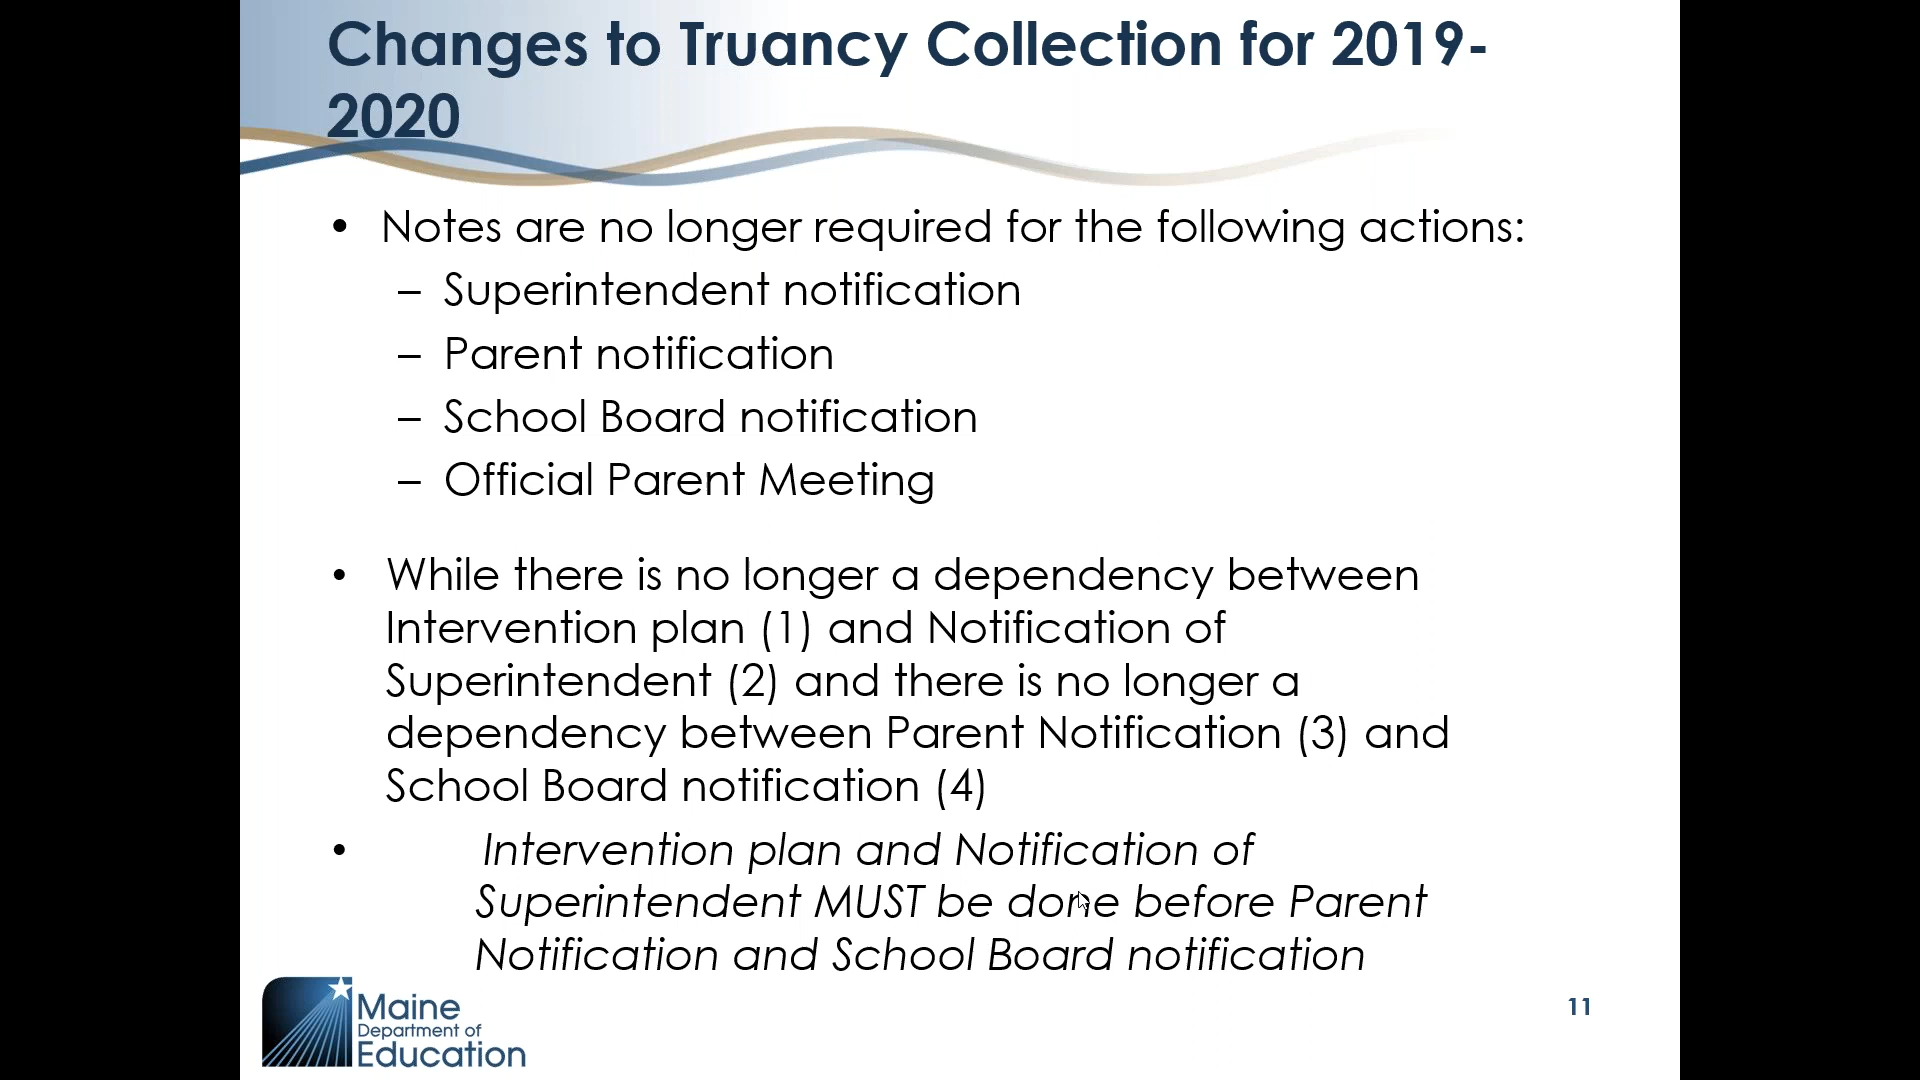 Changes to Truancy Collection for 2019-
2020
• Notes are no longer required for the following actions:
– Superintendent notification
– Parent notification
– School Board notification
– Official Parent Meeting
• While there is no longer a dependency between
Intervention plan (1) and Notification of
Superintendent (2) and there is no longer a
dependency between Parent Notification (3) and
School Board notification (4)
• Intervention plan and Notification of
Superintendent MUST be done before Parent
Notification and School Board notification
Maine
Department of
Education
11